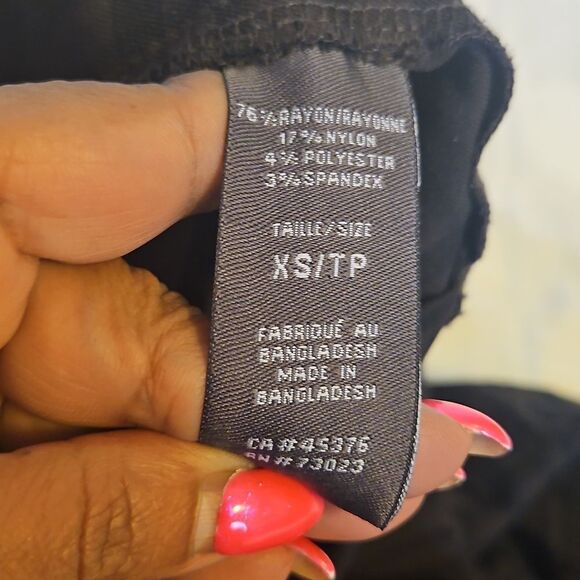 76% RAYON/RAYONNE
17% NYLON
4% POLYESTER
3% SPANDEX
TAILLE/SIZE
XS/TP
FABRIQUÉ AU
BANGLADESH
MADE IN
BANGLADESH
CA # 45376
RN # 73023